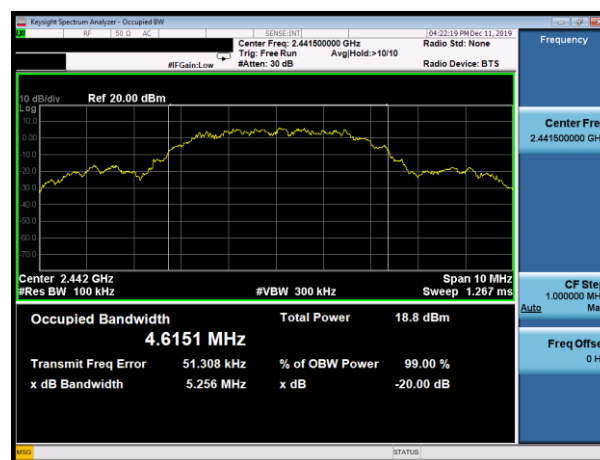 Keysight Spectrum Analyzer - Occupied BW
RF 50 Ω AC SENSE:INT 04:22:19 PM Dec 11, 2019
Center Freq: 2.441500000 GHz Radio Std: None
Trig: Free Run Avg|Hold:>10/10
#IFGain:Low #Atten: 30 dB Radio Device: BTS
10 dB/div Ref 20.00 dBm
Log
10.0
0.00
-10.0
-20.0
-30.0
-40.0
-50.0
-60.0
-70.0
Center 2.442 GHz Span 10 MHz
#Res BW 100 kHz #VBW 300 kHz Sweep 1.267 ms
Occupied Bandwidth Total Power 18.8 dBm
4.6151 MHz
Transmit Freq Error 51.308 kHz % of OBW Power 99.00 %
x dB Bandwidth 5.256 MHz x dB -20.00 dB
MSG STATUS
Frequency
Center Fre
2.441500000 GH
CF Ste
1.000000 MH
Auto Ma
Freq Offse
0 H